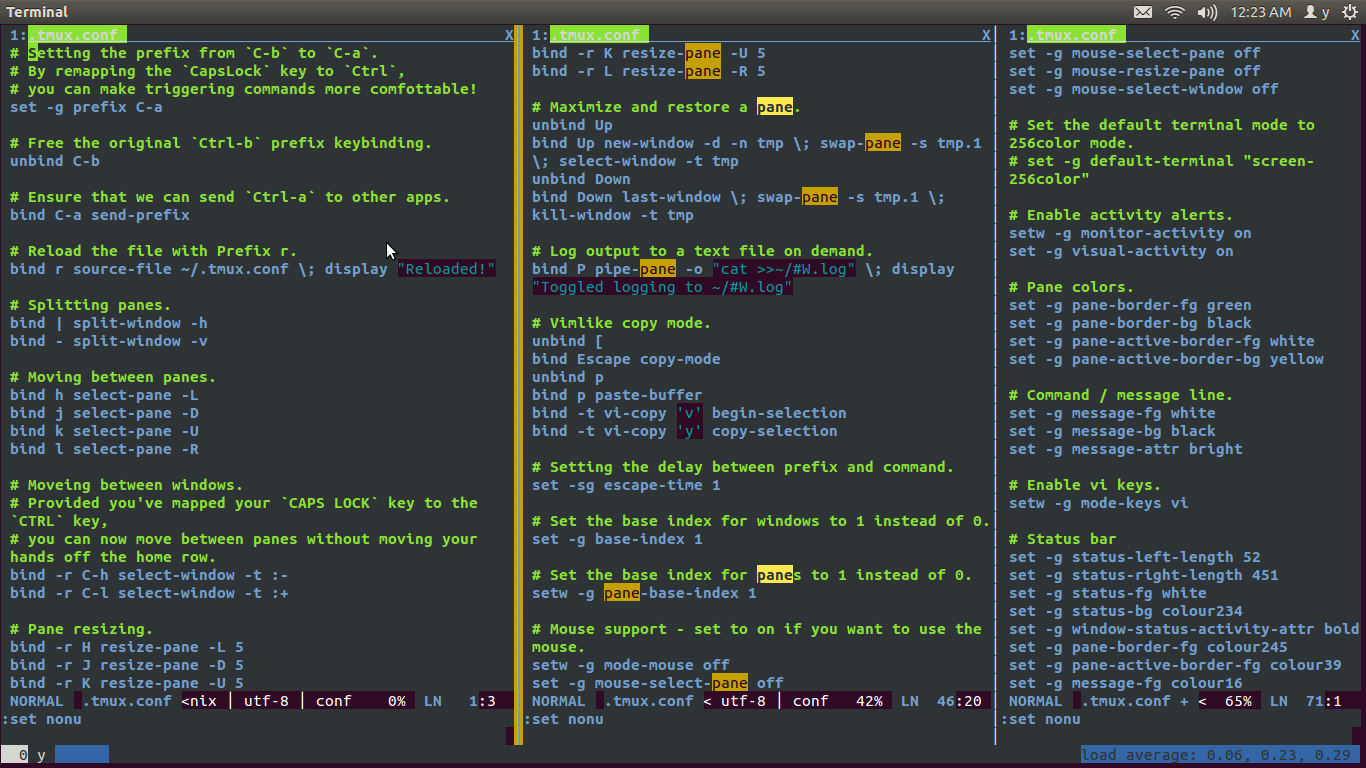 Terminal
12:23 AM y
1: .tmux.conf X
# Setting the prefix from `C-b` to `C-a`.
# By remapping the `CapsLock` key to `Ctrl`,
# you can make triggering commands more comfottable!
set -g prefix C-a
# Free the original `Ctrl-b` prefix keybinding.
unbind C-b
# Ensure that we can send `Ctrl-a` to other apps.
bind C-a send-prefix
# Reload the file with Prefix r.
bind r source-file ~/.tmux.conf \; display "Reloaded!"
# Splitting panes.
bind | split-window -h
bind - split-window -v
# Moving between panes.
bind h select-pane -L
bind j select-pane -D
bind k select-pane -U
bind l select-pane -R
# Moveing between windows.
# Provided you've mapped your `CAPS LOCK` key to the
`CTRL` key,
# you can now move between panes without moving your
hands off the home row.
bind -r C-h select-window -t :-
bind -r C-l select-window -t :+
# Pane resizing.
bind -r H resize-pane -L 5
bind -r J resize-pane -D 5
bind -r K resize-pane -U 5
NORMAL .tmux.conf <nix | utf-8 | conf 0% LN 1:3
:set nonu
1: .tmux.conf X
bind -r K resize-pane -U 5
bind -r L resize-pane -R 5
# Maximize and restore a pane.
unbind Up
bind Up new-window -d -n tmp \; swap-pane -s tmp.1
\; select-window -t tmp
unbind Down
bind Down last-window \; swap-pane -s tmp.1 \;
kill-window -t tmp
# Log output to a text file on demand.
bind P pipe-pane -o "cat >>~/#W.log" \; display
"Toggled logging to ~/#W.log"
# Vimlike copy mode.
unbind [
bind Escape copy-mode
unbind p
bind p paste-buffer
bind -t vi-copy 'v' begin-selection
bind -t vi-copy 'y' copy-selection
# Setting the delay between prefix and command.
set -sg escape-time 1
# Set the base index for windows to 1 instead of 0.
set -g base-index 1
# Set the base index for panes to 1 instead of 0.
setw -g pane-base-index 1
# Mouse support - set to on if you want to use the
mouse.
setw -g mode-mouse off
set -g mouse-select-pane off
NORMAL .tmux.conf < utf-8 | conf 42% LN 46:20
:set nonu
1: .tmux.conf X
set -g mouse-select-pane off
set -g mouse-resize-pane off
set -g mouse-select-window off
# Set the default terminal mode to
256color mode.
# set -g default-terminal "screen-
256color"
# Enable activity alerts.
setw -g monitor-activity on
set -g visual-activity on
# Pane colors.
set -g pane-border-fg green
set -g pane-border-bg black
set -g pane-active-border-fg white
set -g pane-active-border-bg yellow
# Command / message line.
set -g message-fg white
set -g message-bg black
set -g message-attr bright
# Enable vi keys.
setw -g mode-keys vi
# Status bar
set -g status-left-length 52
set -g status-right-length 451
set -g status-fg white
set -g status-bg colour234
set -g window-status-activity-attr bold
set -g pane-border-fg colour245
set -g pane-active-border-fg colour39
set -g message-fg colour16
NORMAL .tmux.conf + < 65% LN 71:1
:set nonu
0 y
load average: 0.06, 0.23, 0.29